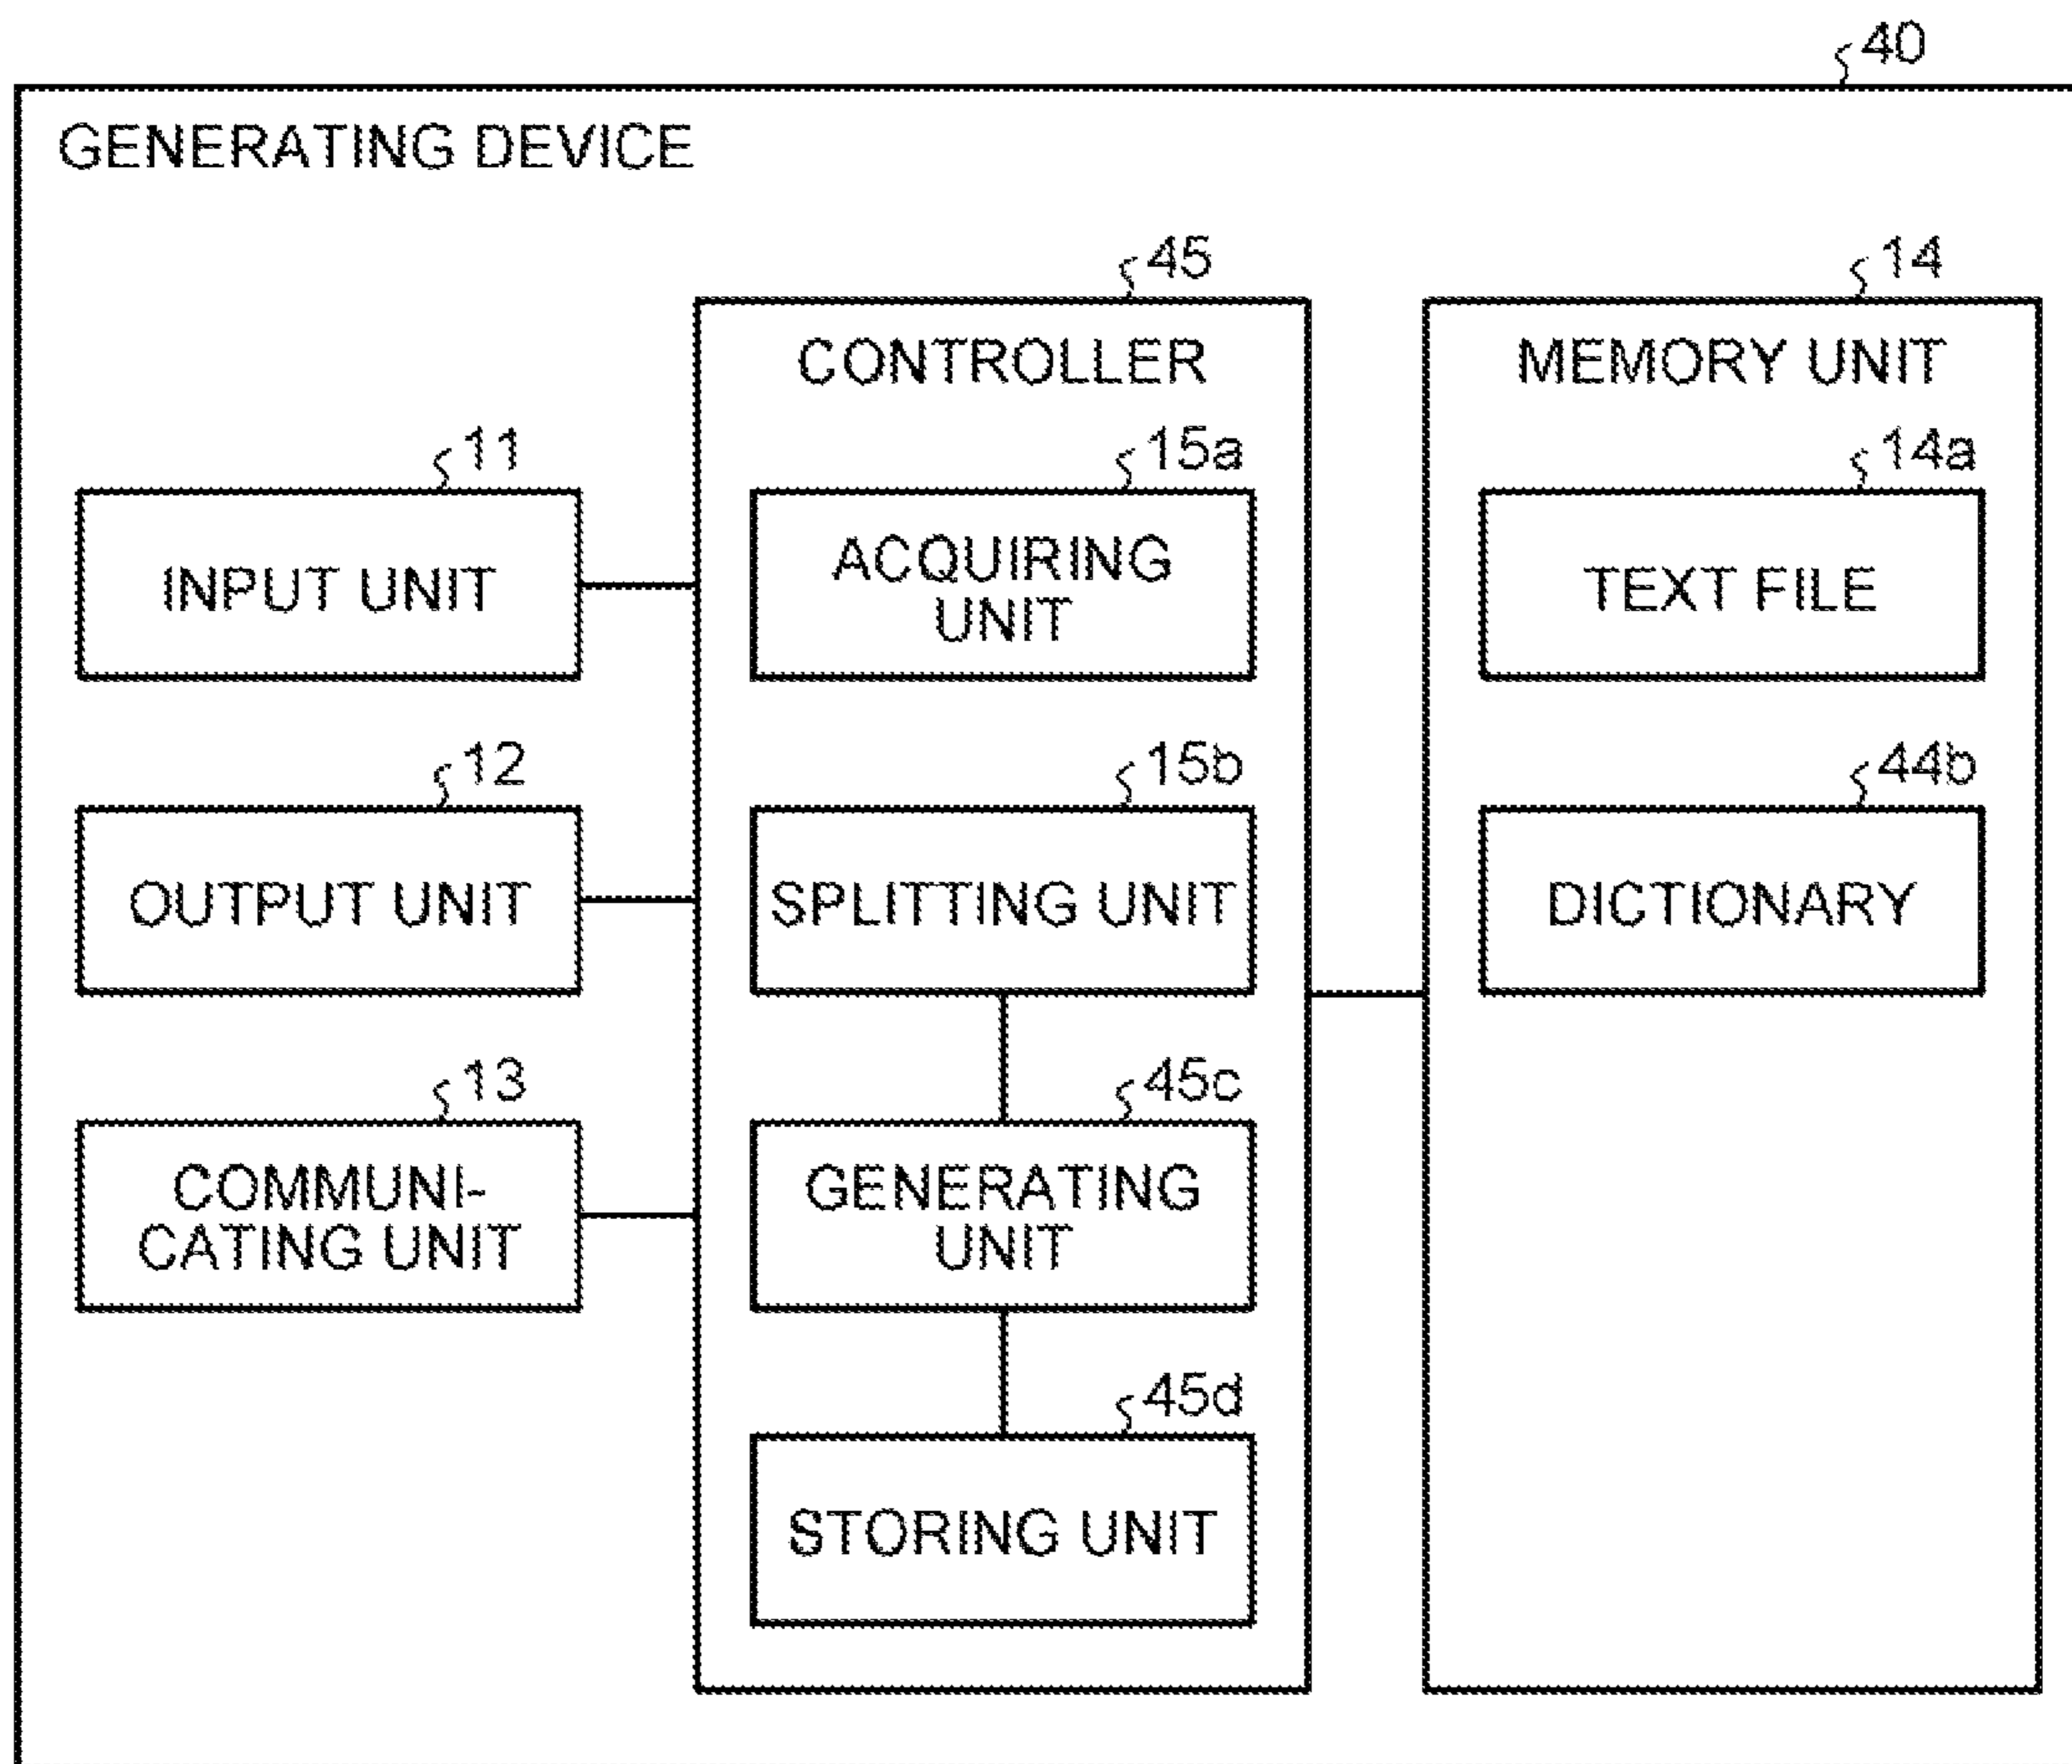 40
GENERATING DEVICE
45
CONTROLLER
14
MEMORY UNIT
11
INPUT UNIT
15a
ACQUIRING
UNIT
14a
TEXT FILE
12
OUTPUT UNIT
15b
SPLITTING UNIT
44b
DICTIONARY
13
COMMUNI-
CATING UNIT
45c
GENERATING
UNIT
45d
STORING UNIT